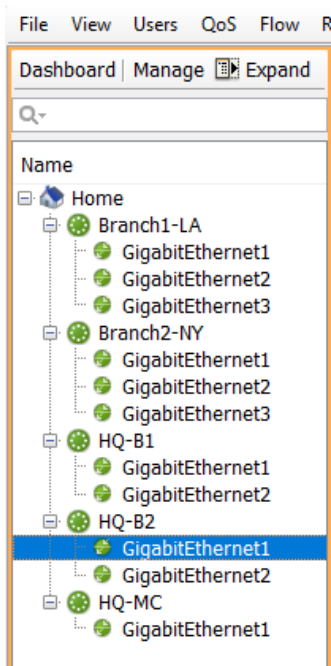 File View Users QoS Flow
Dashboard Manage Expand
Name
Home
Branch1-LA
GigabitEthernet1
GigabitEthernet2
GigabitEthernet3
Branch2-NY
GigabitEthernet1
GigabitEthernet2
GigabitEthernet3
HQ-B1
GigabitEthernet1
GigabitEthernet2
HQ-B2
GigabitEthernet1
GigabitEthernet2
HQ-MC
GigabitEthernet1